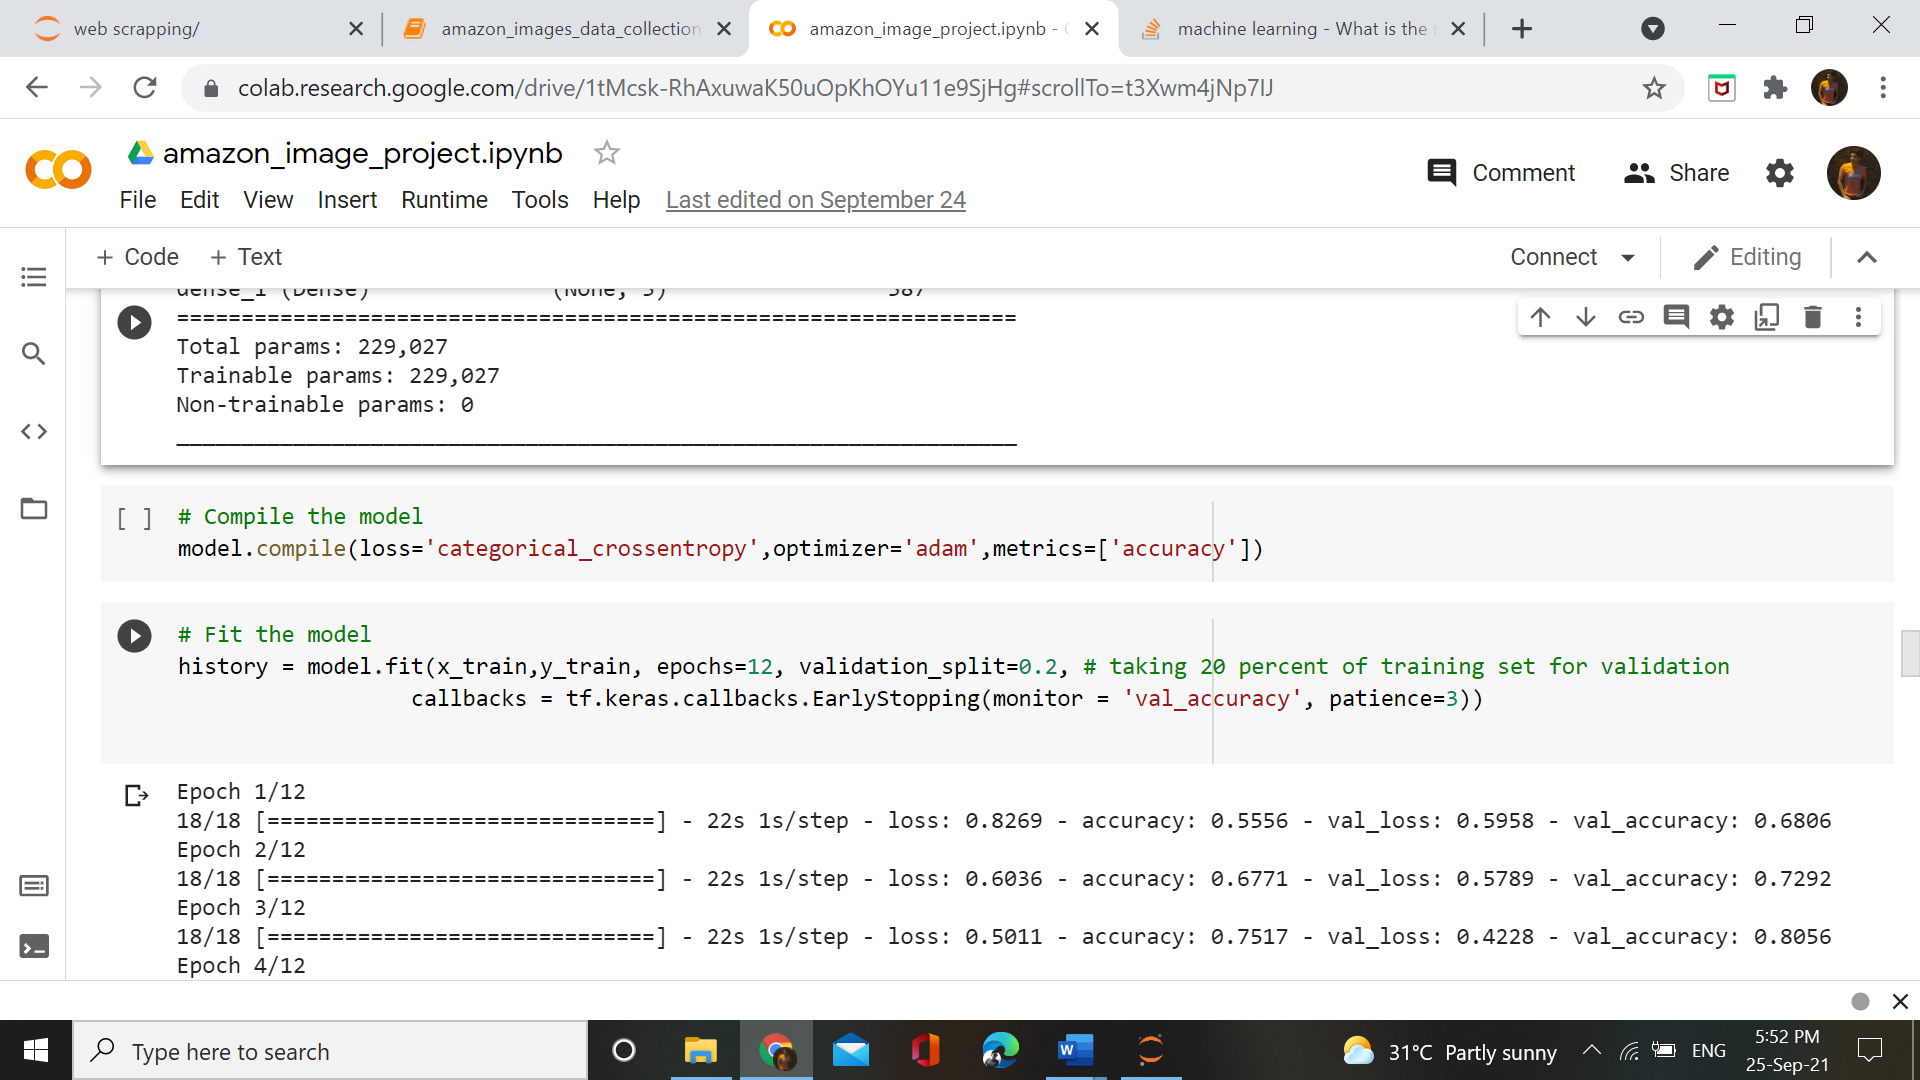 web scrapping/
amazon_images_data_collection
amazon_image_project.ipynb -
machine learning - What is the
colab.research.google.com/drive/1tMcsk-RhAxuwaK50uOpKhOYu11e9SjHg#scrollTo=t3Xwm4jNp7IJ
amazon_image_project.ipynb
Comment
Share
File Edit View Insert Runtime Tools Help Last edited on September 24
+ Code + Text
Connect
Editing
dense_1 (Dense) (None, 3) 387
=================================================================
Total params: 229,027
Trainable params: 229,027
Non-trainable params: 0
_________________________________________________________________
[ ] # Compile the model
model.compile(loss='categorical_crossentropy',optimizer='adam',metrics=['accuracy'])
# Fit the model
history = model.fit(x_train,y_train, epochs=12, validation_split=0.2, # taking 20 percent of training set for validation
callbacks = tf.keras.callbacks.EarlyStopping(monitor = 'val_accuracy', patience=3))
Epoch 1/12
18/18 [==============================] - 22s 1s/step - loss: 0.8269 - accuracy: 0.5556 - val_loss: 0.5958 - val_accuracy: 0.6806
Epoch 2/12
18/18 [==============================] - 22s 1s/step - loss: 0.6036 - accuracy: 0.6771 - val_loss: 0.5789 - val_accuracy: 0.7292
Epoch 3/12
18/18 [==============================] - 22s 1s/step - loss: 0.5011 - accuracy: 0.7517 - val_loss: 0.4228 - val_accuracy: 0.8056
Epoch 4/12
Type here to search
31°C Partly sunny
ENG
5:52 PM
25-Sep-21